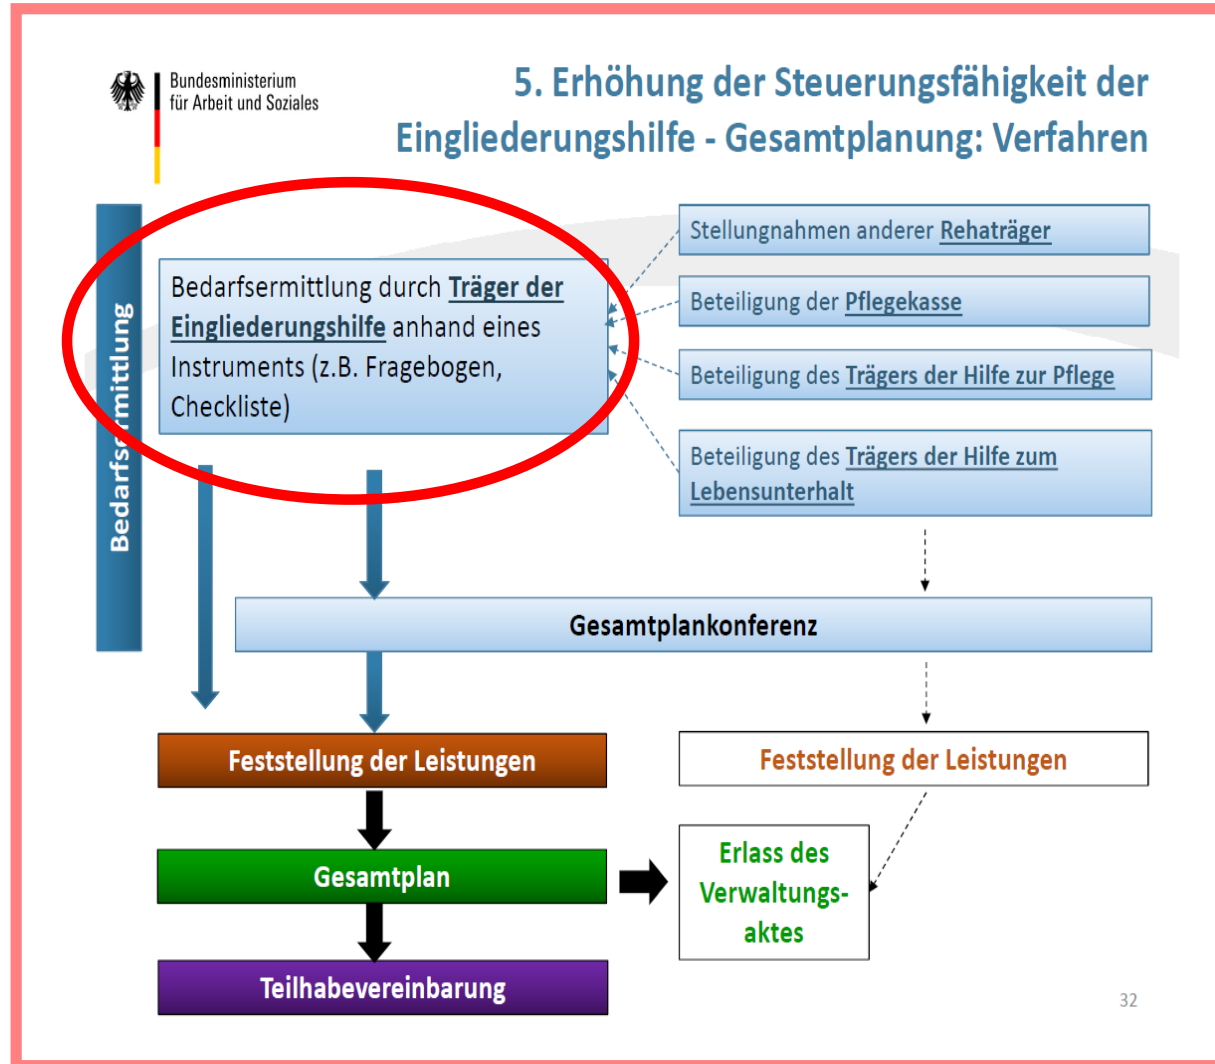 Bundesministerium
für Arbeit und Soziales
5. Erhöhung der Steuerungsfähigkeit der
Eingliederungshilfe - Gesamtplanung: Verfahren
Bedarfsermittlung
Bedarfsermittlung durch Träger der
Eingliederungshilfe anhand eines
Instruments (z.B. Fragebogen,
Checkliste)
Stellungnahmen anderer Rehaträger
Beteiligung der Pflegekasse
Beteiligung des Trägers der Hilfe zur Pflege
Beteiligung des Trägers der Hilfe zum
Lebensunterhalt
Gesamtplankonferenz
Feststellung der Leistungen
Feststellung der Leistungen
Gesamtplan
Erlass des
Verwaltungs-
aktes
Teilhabevereinbarung
32